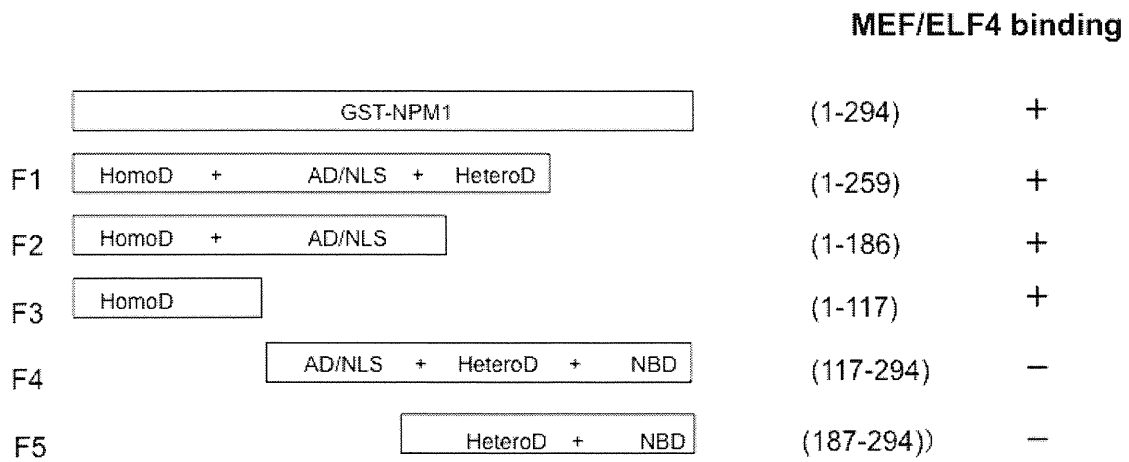 MEF/ELF4 binding
GST-NPM1 (1-294) +
F1 HomoD + AD/NLS + HeteroD (1-259) +
F2 HomoD + AD/NLS (1-186) +
F3 HomoD (1-117) +
F4 AD/NLS + HeteroD + NBD (117-294) −
F5 HeteroD + NBD (187-294)) −